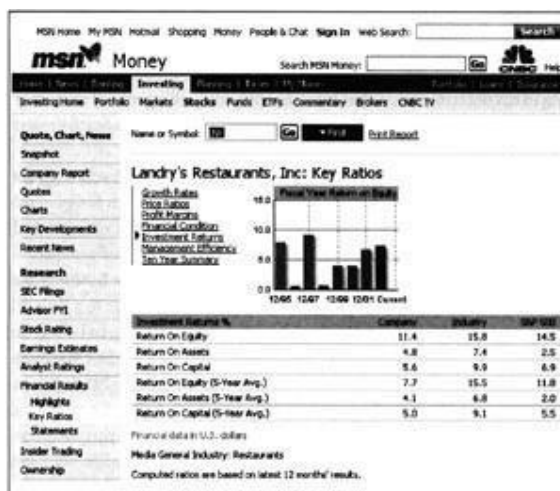 MSN Home My MSN Hotmail Shopping Money People & Chat Sign In Web Search: Search
msn Money Search MSN Money: Go CNBC Help
Investing
Investing Home Portfolio Markets Stocks Funds ETFs Commentary Brokers CNBC TV
Quote, Chart, News
Snapshot
Company Report
Quotes
Charts
Key Developments
Recent News
Research
SEC Filings
Advisor FYI
Stock Rating
Earnings Estimates
Analyst Ratings
Financial Results
Highlights
Key Ratios
Statements
Insider Trading
Ownership
Name or Symbol: Go Find Print Report
Landry's Restaurants, Inc: Key Ratios
Growth Rates
Price Ratios
Profit Margins
Financial Condition
Investment Returns
Management Efficiency
Ten Year Summary
Fiscal Year Return on Equity
15.0
10.0
5.0
0.0
12/95 12/97 12/99 12/01 Current
Investment Returns % Company Industry S&P 500
Return On Equity 11.4 15.8 14.5
Return On Assets 4.8 7.4 2.5
Return On Capital 5.6 9.9 6.9
Return On Equity (5-Year Avg.) 7.7 15.5 11.8
Return On Assets (5-Year Avg.) 4.1 6.8 2.0
Return On Capital (5-Year Avg.) 5.0 9.1 5.5
Financial data in U.S. dollars
Media General Industry: Restaurants
Computed ratios are based on latest 12 months' results.